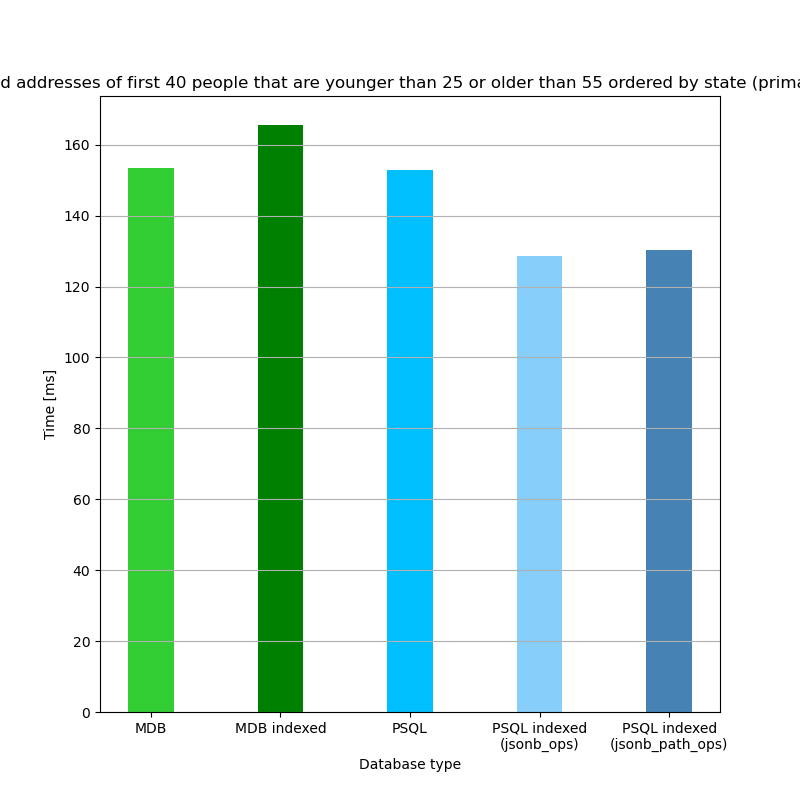 d addresses of first 40 people that are younger than 25 or older than 55 ordered by state (prima
160
140
120
100
80
60
40
20
0
Time [ms]
MDB
MDB indexed
PSQL
PSQL indexed
(jsonb_ops)
PSQL indexed
(jsonb_path_ops)
Database type